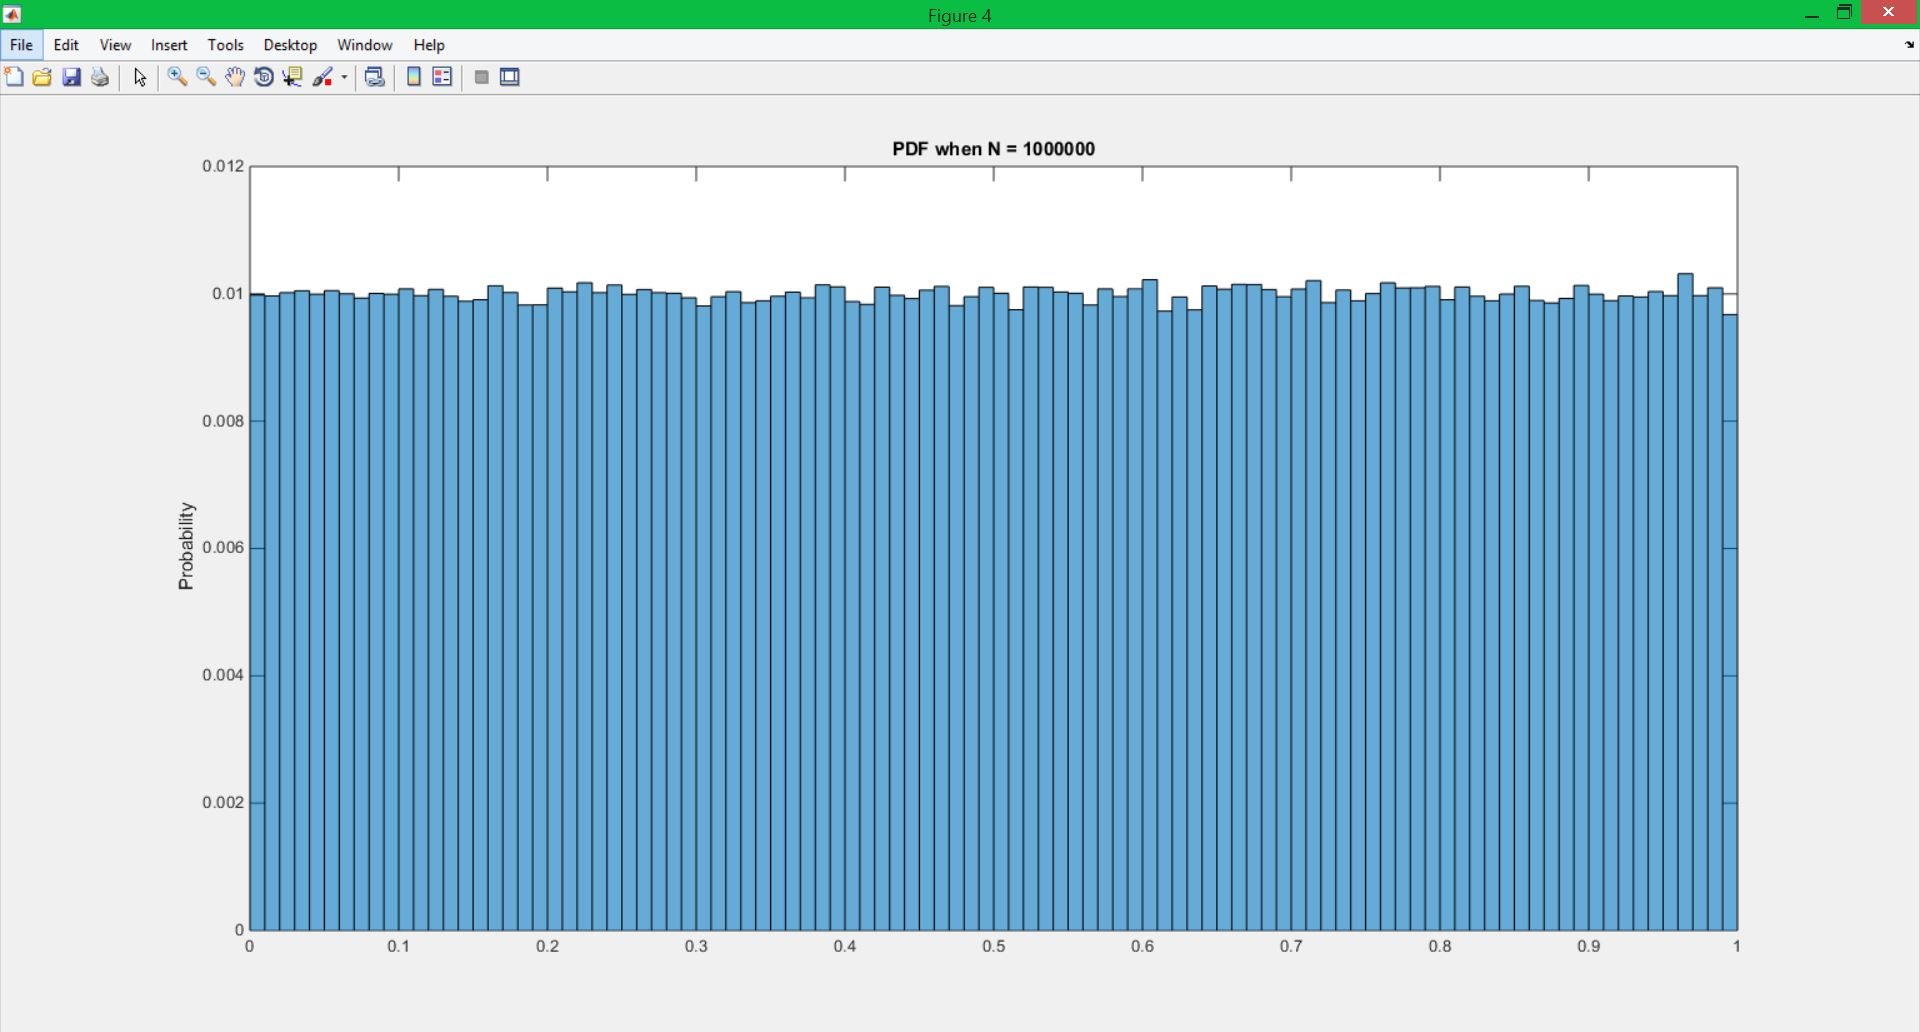 Figure 4
File Edit View Insert Tools Desktop Window Help
PDF when N = 1000000
0.012
0.01
0.008
0.006
0.004
0.002
0
Probability
0 0.1 0.2 0.3 0.4 0.5 0.6 0.7 0.8 0.9 1